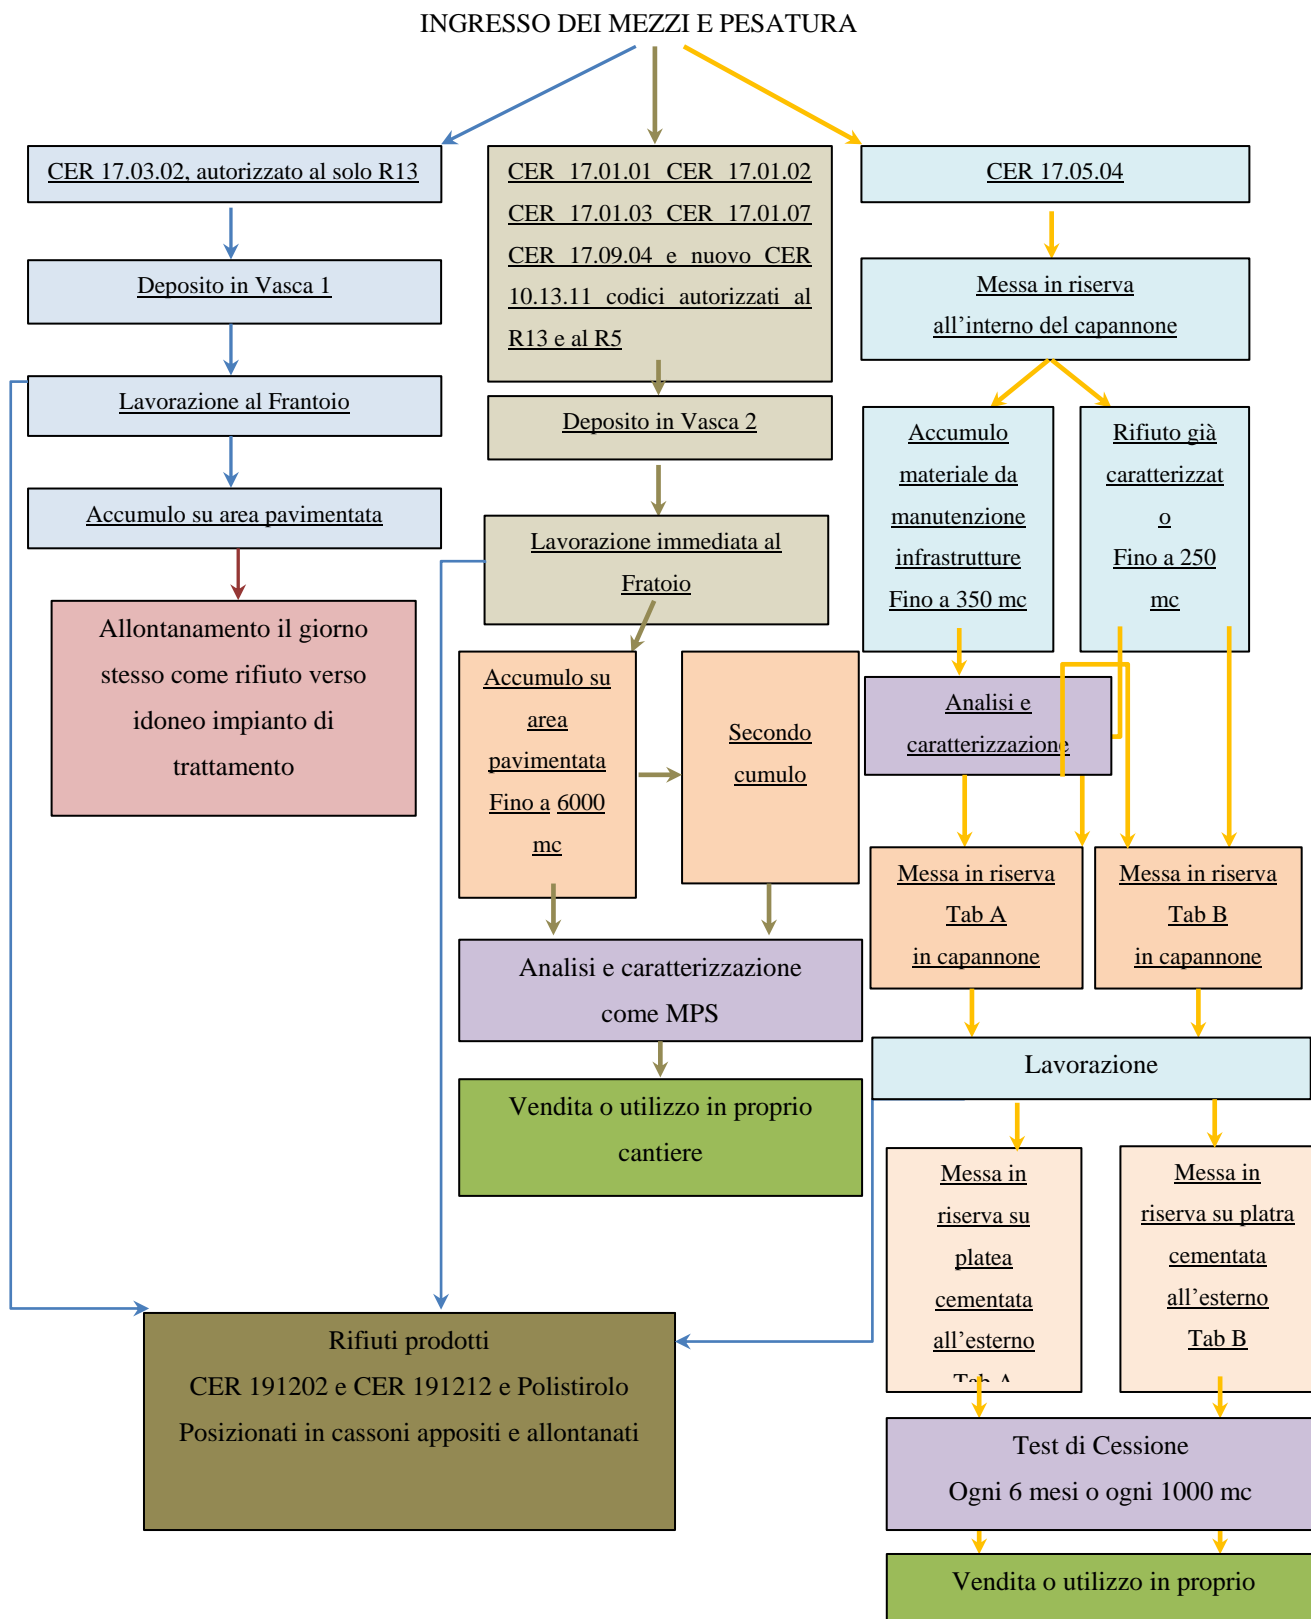 INGRESSO DEI MEZZI E PESATURA
CER 17.03.02, autorizzato al solo R13
Deposito in Vasca 1
Lavorazione al Frantoio
Accumulo su area pavimentata
Allontanamento il giorno
stesso come rifiuto verso
idoneo impianto di
trattamento
CER 17.01.01 CER 17.01.02
CER 17.01.03 CER 17.01.07
CER 17.09.04 e nuovo CER
10.13.11 codici autorizzati al
R13 e al R5
Deposito in Vasca 2
Lavorazione immediata al
Fratoio
Accumulo su
area
pavimentata
Fino a 6000
mc
Secondo
cumulo
Analisi e caratterizzazione
come MPS
Vendita o utilizzo in proprio
cantiere
CER 17.05.04
Messa in riserva
all’interno del capannone
Accumulo
materiale da
manutenzione
infrastrutture
Fino a 350 mc
Rifiuto già
caratterizzat
o
Fino a 250
mc
Analisi e
caratterizzazione
Messa in riserva
Tab A
in capannone
Messa in riserva
Tab B
in capannone
Lavorazione
Messa in
riserva su
platea
cementata
all’esterno
Tab A
Messa in
riserva su platra
cementata
all’esterno
Tab B
Rifiuti prodotti
CER 191202 e CER 191212 e Polistirolo
Posizionati in cassoni appositi e allontanati
Test di Cessione
Ogni 6 mesi o ogni 1000 mc
Vendita o utilizzo in proprio